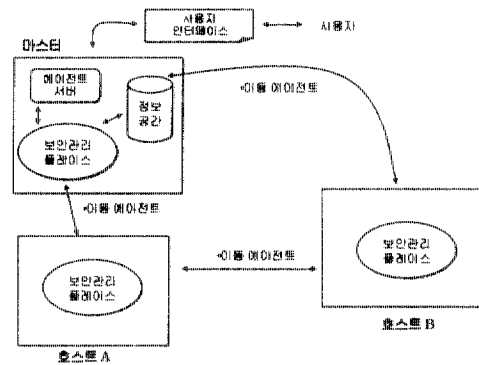 사용자
인터페이스
사용자
마스터
에이전트
서버
정보
공간
보안관리
플레이스
•이동 에이전트
•이동 에이전트
•이동 에이전트
보안관리
플레이스
호스트 A
보안관리
플레이스
호스트 B